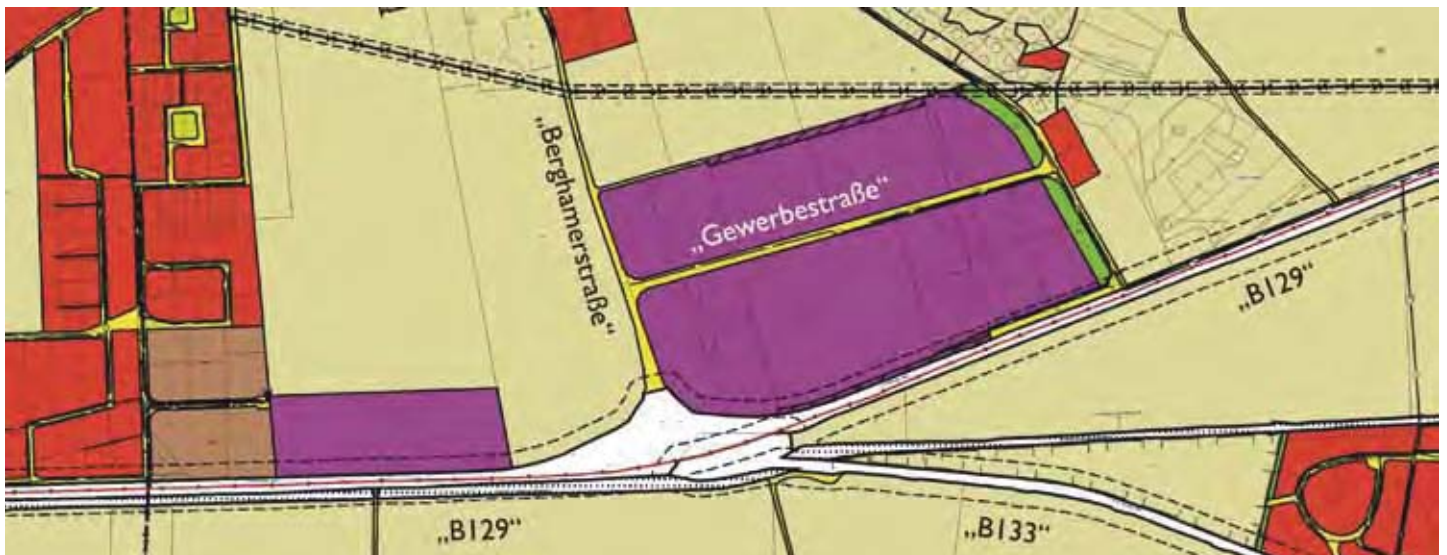 „Berghamerstraße“
„Gewerbestraße“
„B129“
„B129“
„B133“